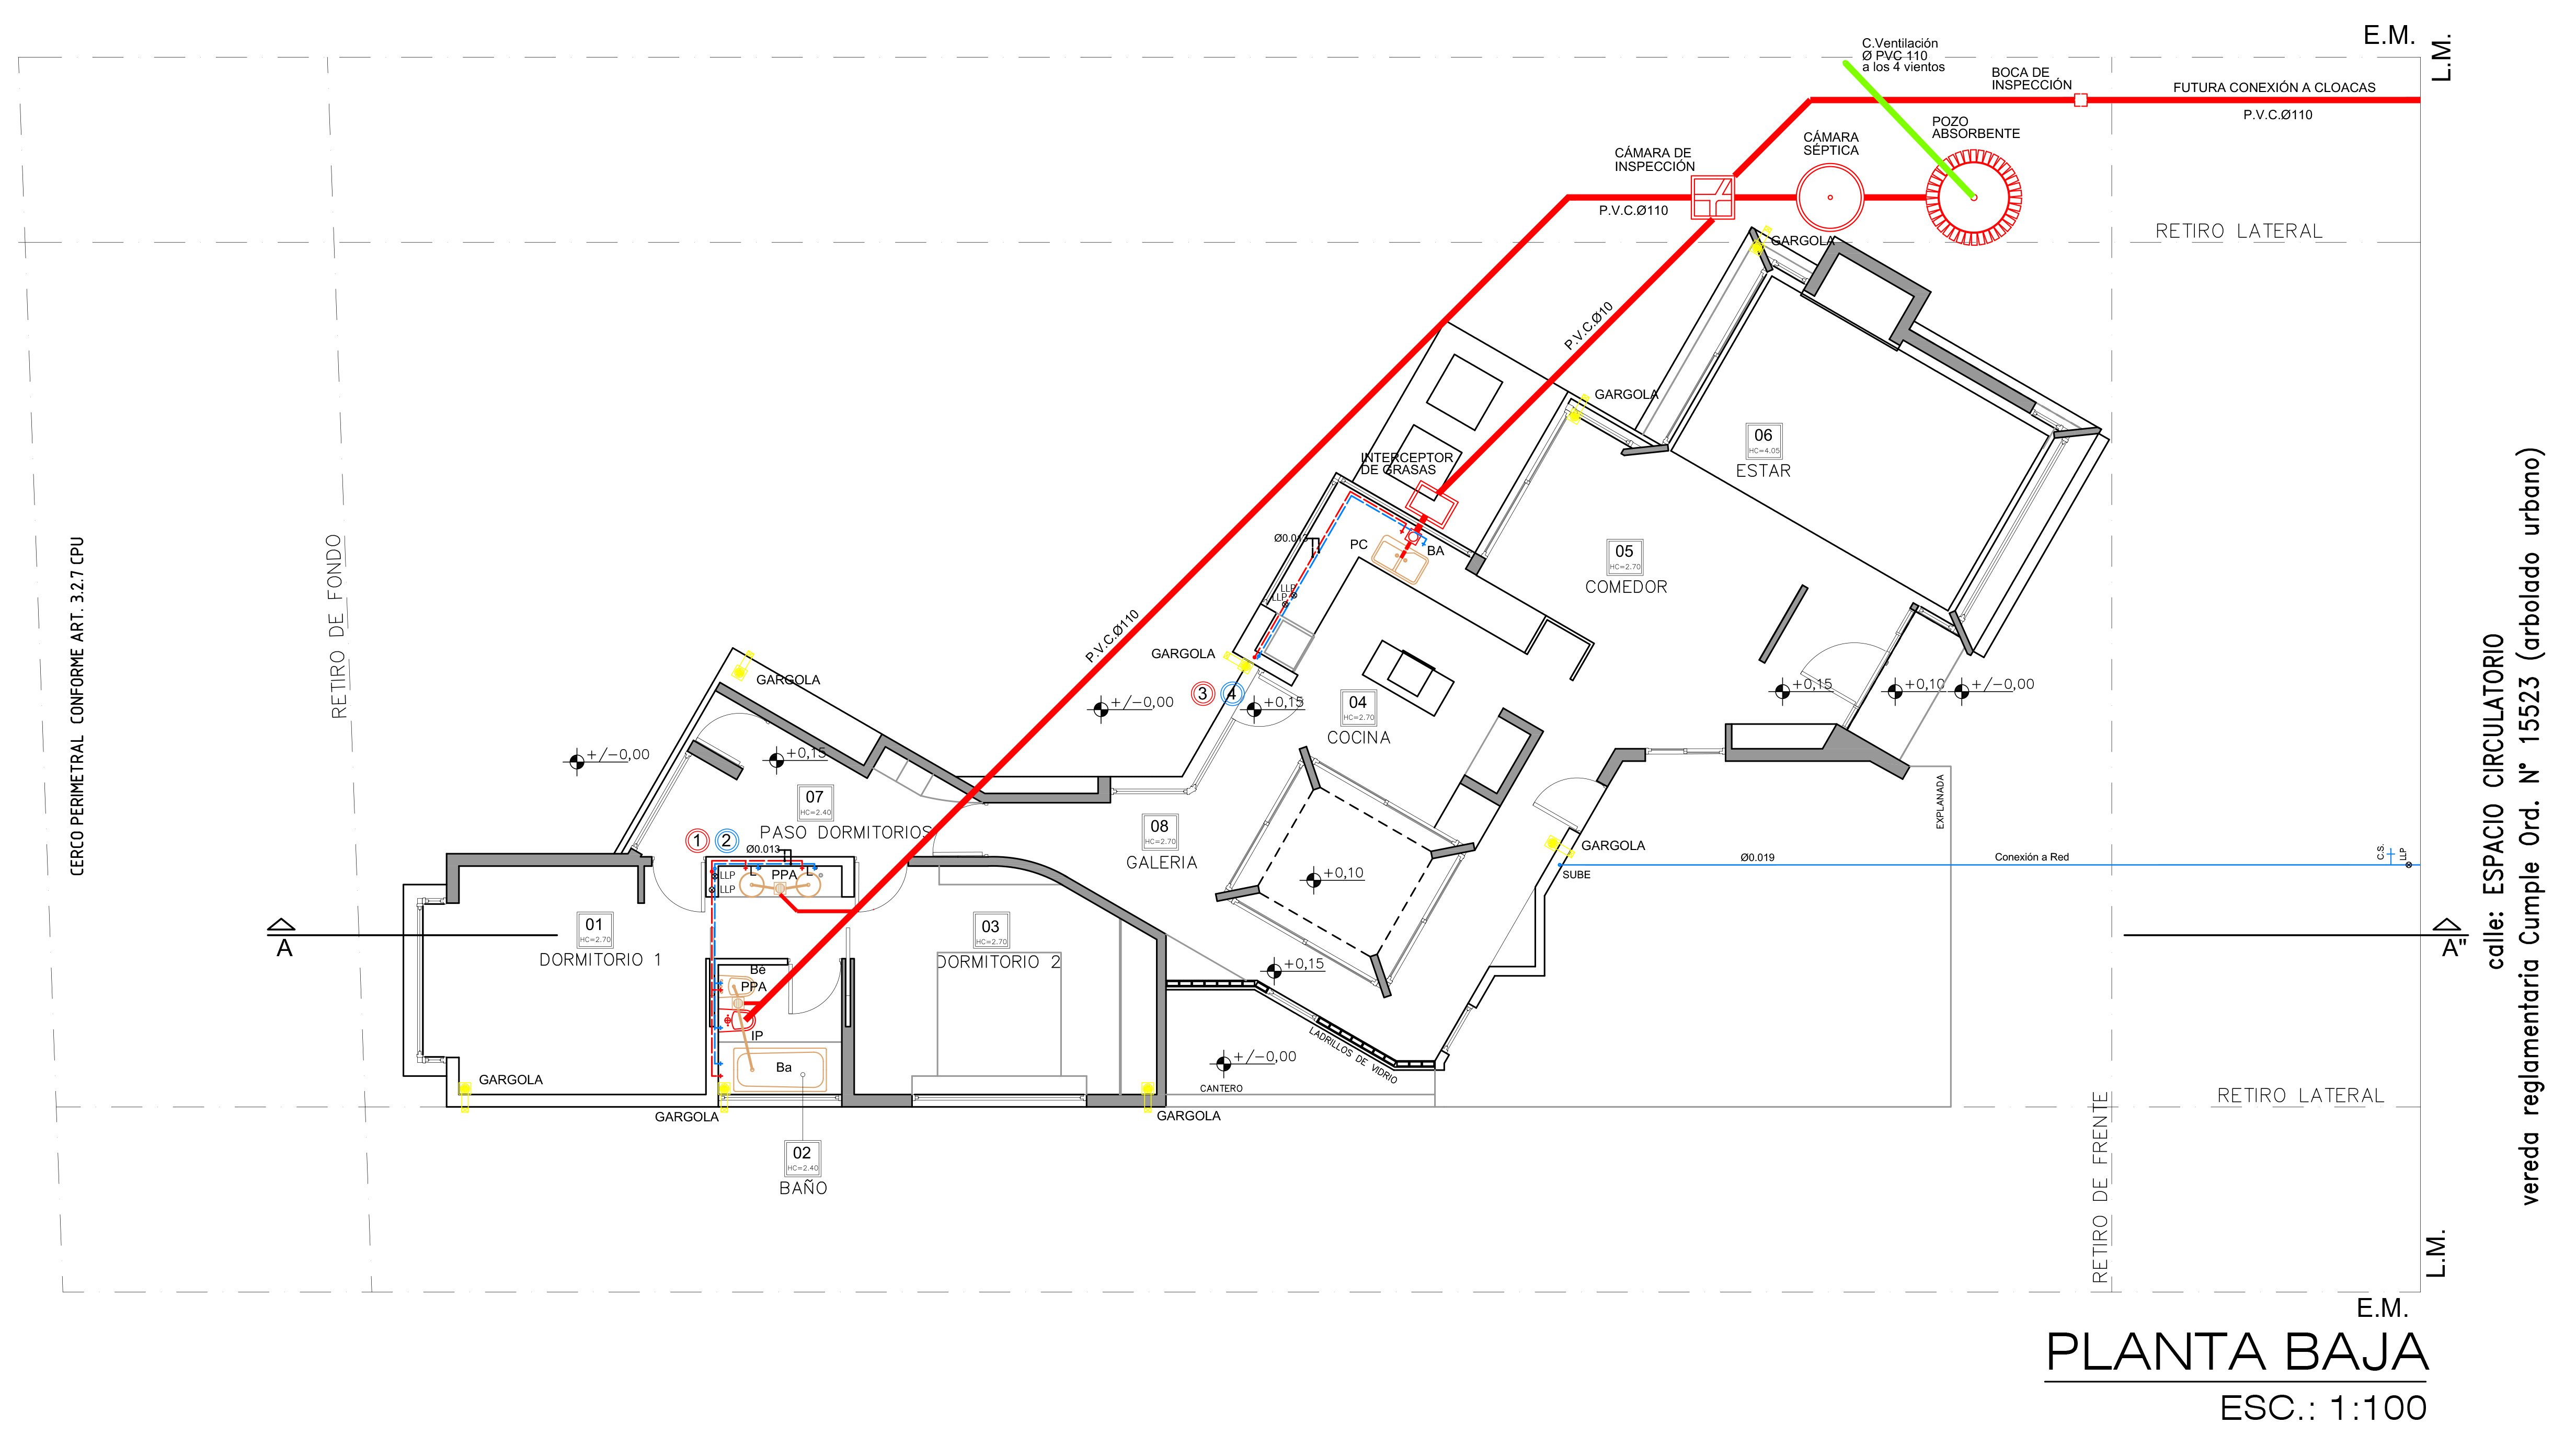 E.M.
L.M.
C.Ventilación
Ø PVC 110
a los 4 vientos
BOCA DE
INSPECCIÓN
FUTURA CONEXIÓN A CLOACAS
P.V.C.Ø110
POZO
ABSORBENTE
CÁMARA
SÉPTICA
CÁMARA DE
INSPECCIÓN
P.V.C.Ø110
RETIRO LATERAL
GARGOLA
P.V.C.Ø10
GARGOLA
06
HC=4.05
ESTAR
INTERCEPTOR
DE GRASAS
Ø0.013
PC
BA
05
HC=2.70
COMEDOR
LLP
LLP
CERCO PERIMETRAL CONFORME ART. 3.2.7 CPU
RETIRO DE FONDO
P.V.C.Ø110
GARGOLA
GARGOLA
3
4
+/-0,00
+0,15
04
HC=2.70
COCINA
+0,15
+0,10
+/-0,00
calle: ESPACIO CIRCULATORIO
vereda reglamentaria Cumple Ord. N° 15523 (arbolado urbano)
+/-0,00
+0,15
07
HC=2.40
PASO DORMITORIOS
EXPLANADA
08
HC=2.70
GALERIA
1
2
Ø0.013
GARGOLA
Ø0.019
Conexión a Red
C.S.
LLP
SUBE
L
PPA
L
LLP
LLP
+0,10
01
HC=2.70
DORMITORIO 1
03
HC=2.70
DORMITORIO 2
A
A"
+0,15
Be
PPA
IP
Ba
LADRILLOS DE VIDRIO
+/-0,00
CANTERO
GARGOLA
GARGOLA
GARGOLA
RETIRO LATERAL
RETIRO DE FRENTE
02
HC=2.40
BAÑO
L.M.
E.M.
PLANTA BAJA
ESC.: 1:100